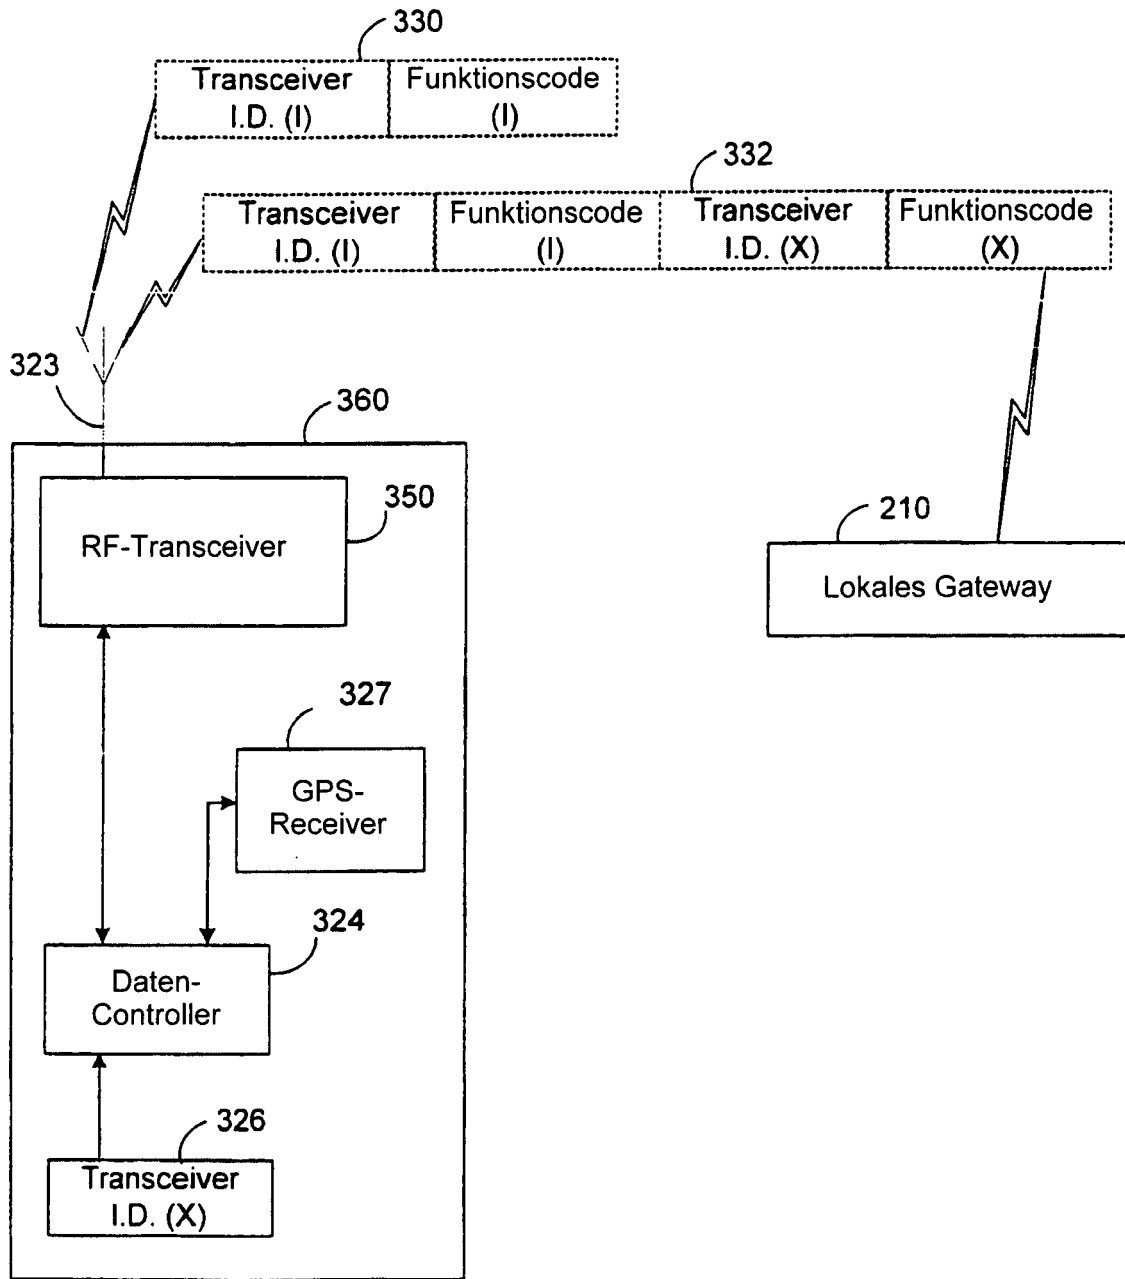 330
Transceiver
I.D. (I)
Funktionscode
(I)
332
Transceiver
I.D. (I)
Funktionscode
(I)
Transceiver
I.D. (X)
Funktionscode
(X)
323
360
350
RF-Transceiver
210
Lokales Gateway
327
GPS-
Receiver
324
Daten-
Controller
326
Transceiver
I.D. (X)